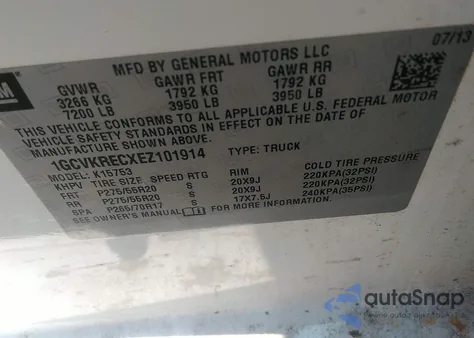 07/13
GM
MFD BY GENERAL MOTORS LLC
GVWR GAWR FRT GAWR RR
3266 KG 1792 KG 1792 KG
7200 LB 3950 LB 3950 LB
THIS VEHICLE CONFORMS TO ALL APPLICABLE U.S. FEDERAL MOTOR
VEHICLE SAFETY STANDARDS IN EFFECT ON THE DATE OF
MANUFACTURE SHOWN ABOVE.
1GCVKRECXEZ101914 TYPE: TRUCK
MODEL: K15753
KHPV TIRE SIZE SPEED RTG RIM COLD TIRE PRESSURE
FRT P275/55R20 S 20X9J 220KPA(32PSI)
RR P275/55R20 S 20X9J 220KPA(32PSI)
SPA P265/70R17 S 17X7.5J 240KPA(35PSI)
SEE OWNER'S MANUAL FOR MORE INFORMATION.
autoSnap